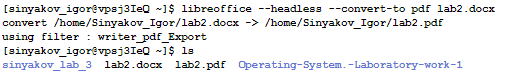 [sinyakov_igor@vpsj3IeQ ~]$ libreoffice --headless --convert-to pdf lab2.docx
convert /home/Sinyakov_Igor/lab2.docx -> /home/Sinyakov_Igor/lab2.pdf
using filter : writer_pdf_Export
[sinyakov_igor@vpsj3IeQ ~]$ ls
sinyakov_lab_3  lab2.docx  lab2.pdf  Operating-System.-Laboratory-work-1